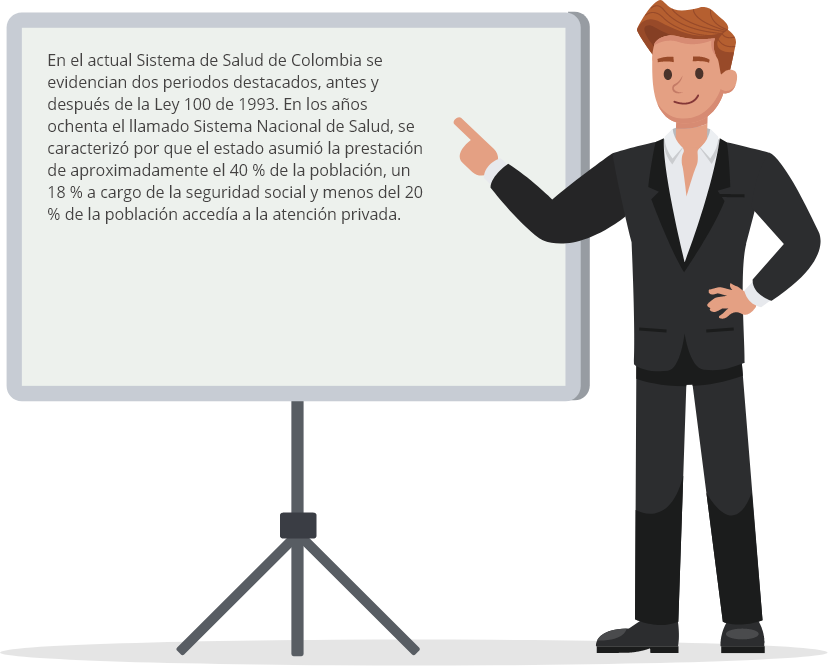 En el actual Sistema de Salud de Colombia se
evidencian dos periodos destacados, antes y
después de la Ley 100 de 1993. En los años
ochenta el llamado Sistema Nacional de Salud, se
caracterizó por que el estado asumió la prestación
de aproximadamente el 40 % de la población, un
18 % a cargo de la seguridad social y menos del 20
% de la población accedía a la atención privada.